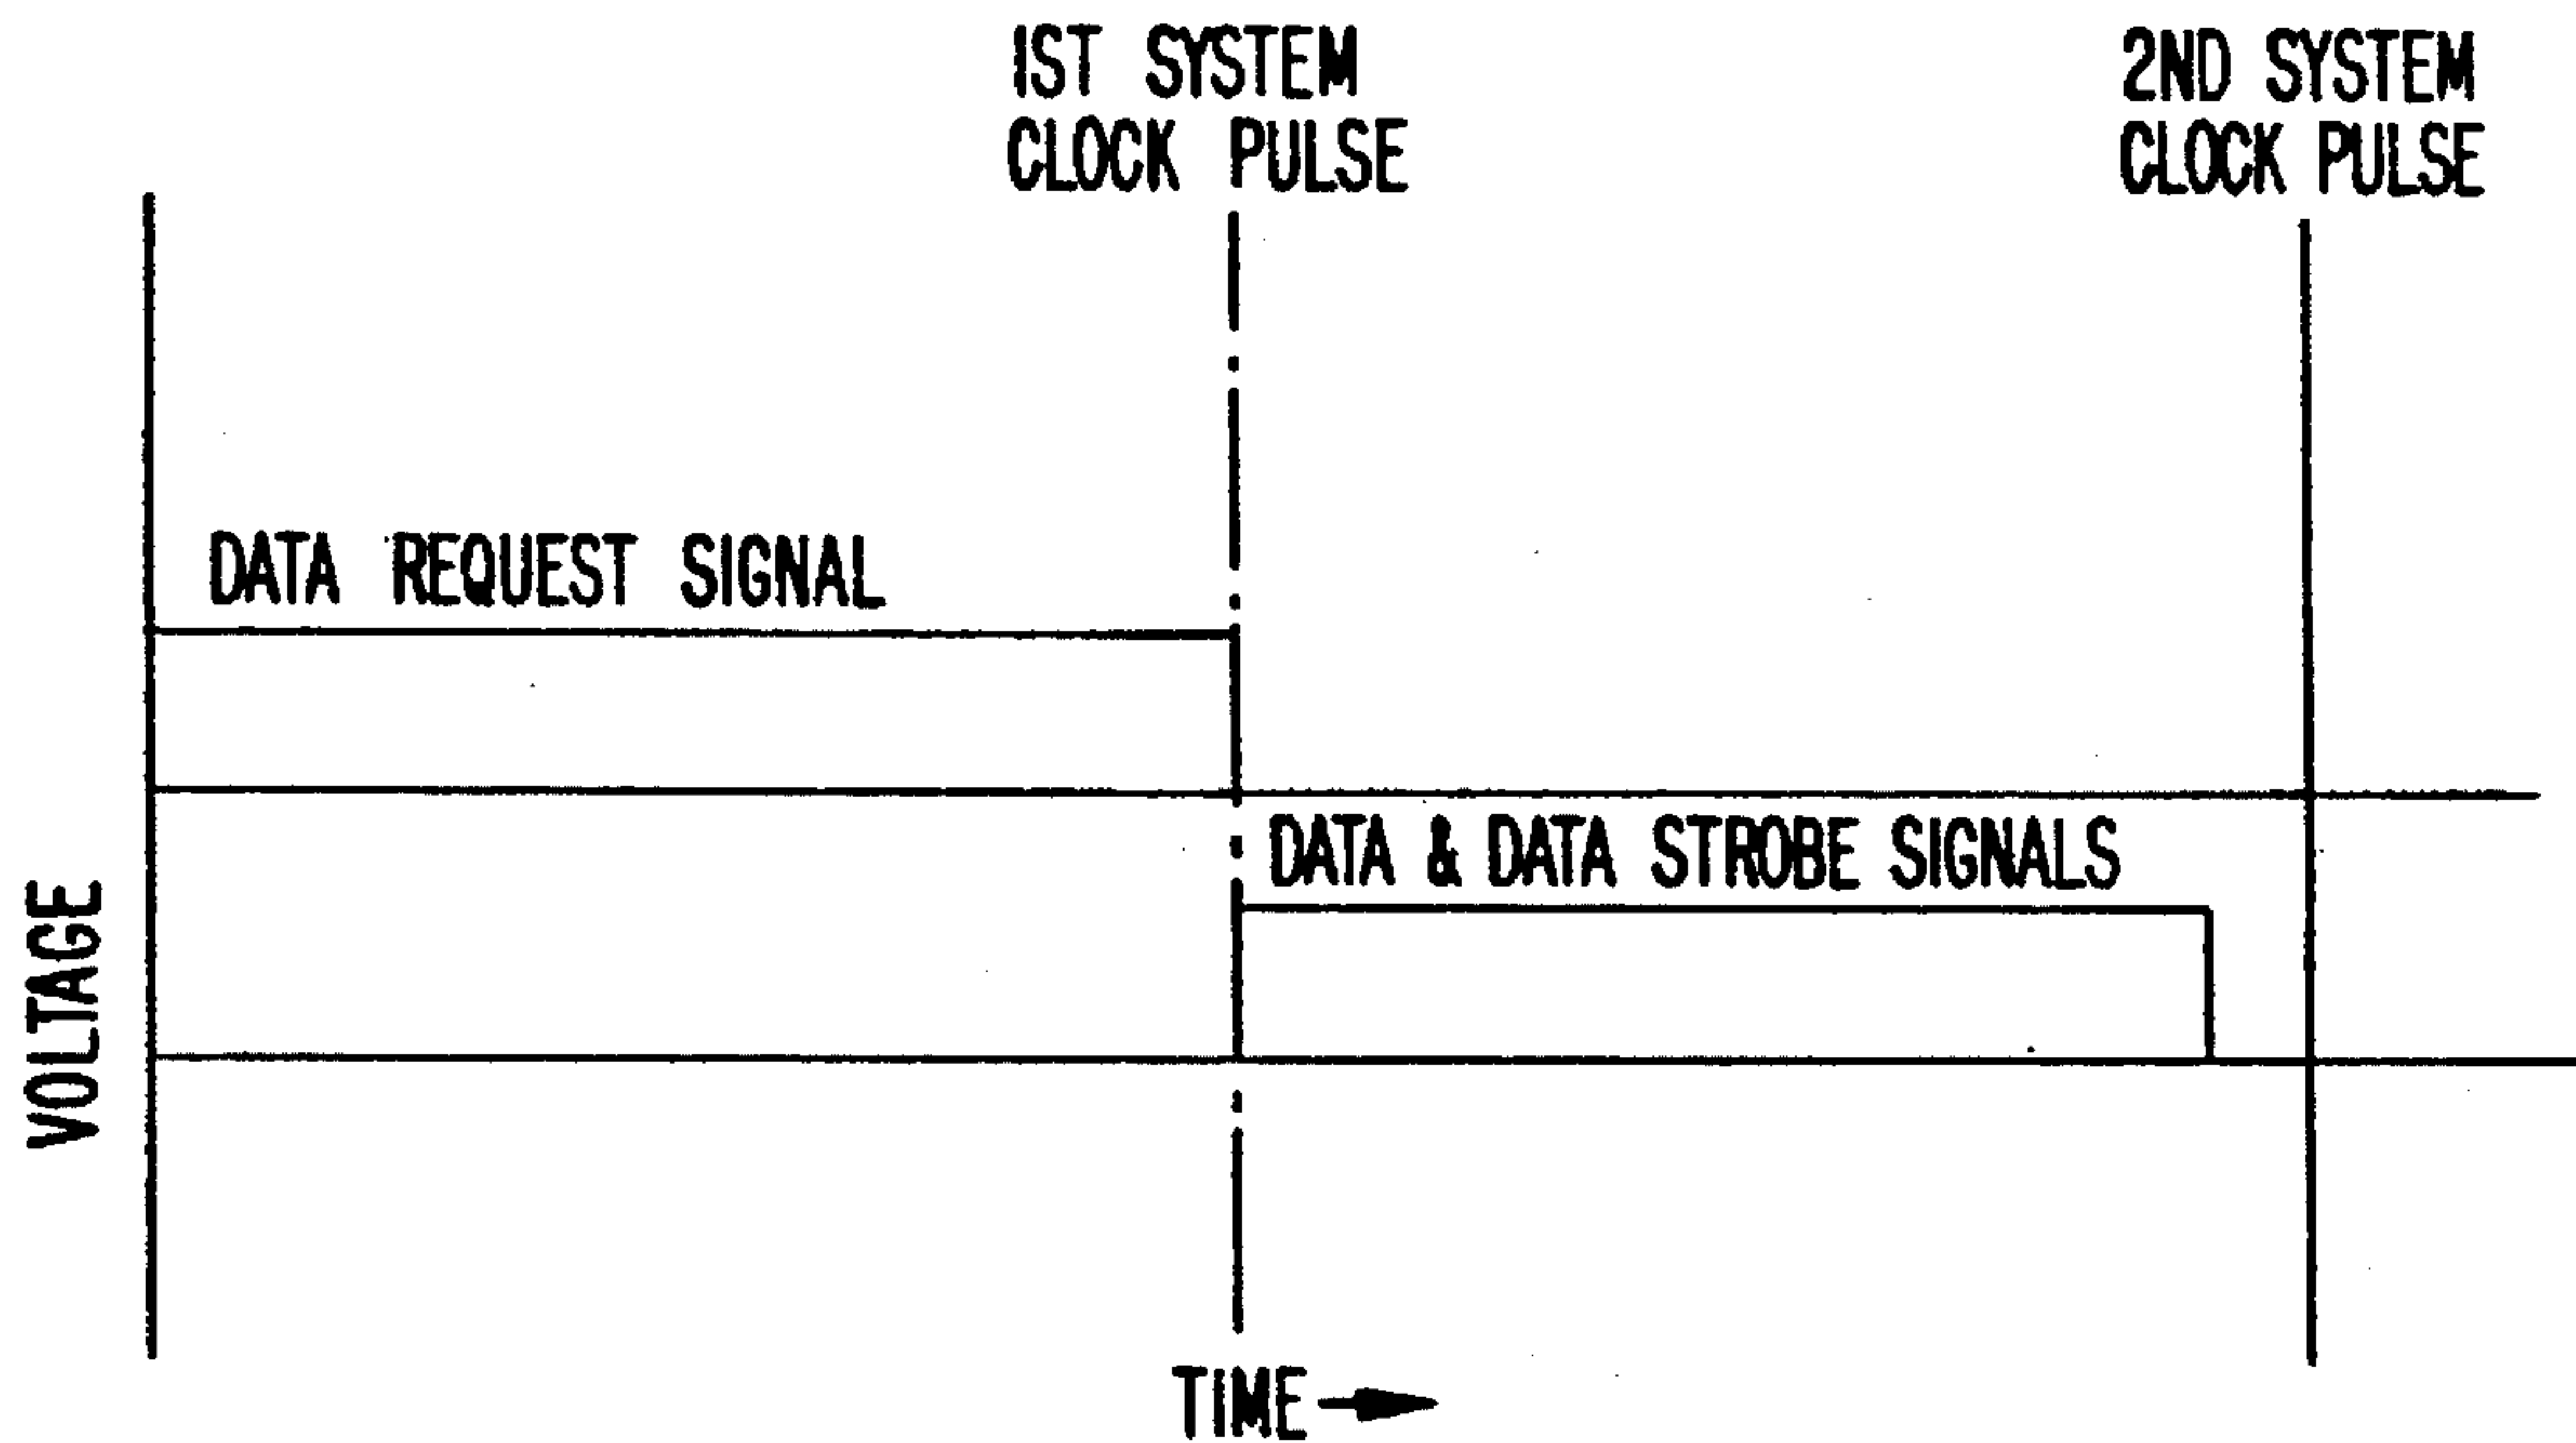 1ST SYSTEM
CLOCK PULSE
2ND SYSTEM
CLOCK PULSE
DATA REQUEST SIGNAL
DATA & DATA STROBE SIGNALS
VOLTAGE
TIME